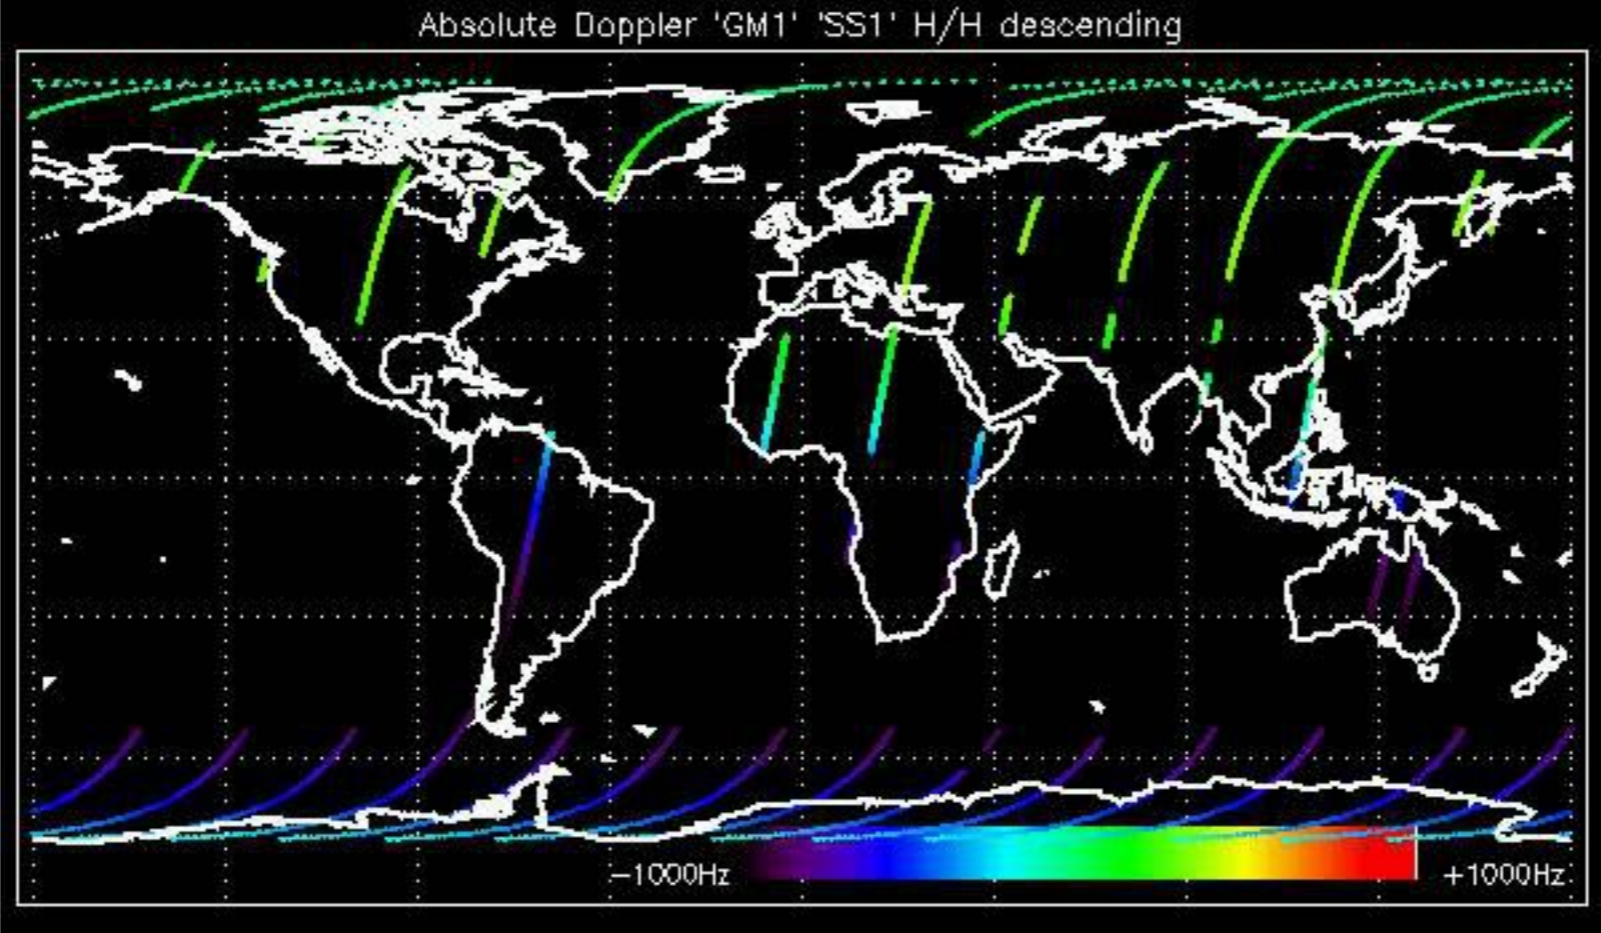 Absolute Doppler 'GM1' 'SS1' H/H descending
−1000Hz +1000Hz